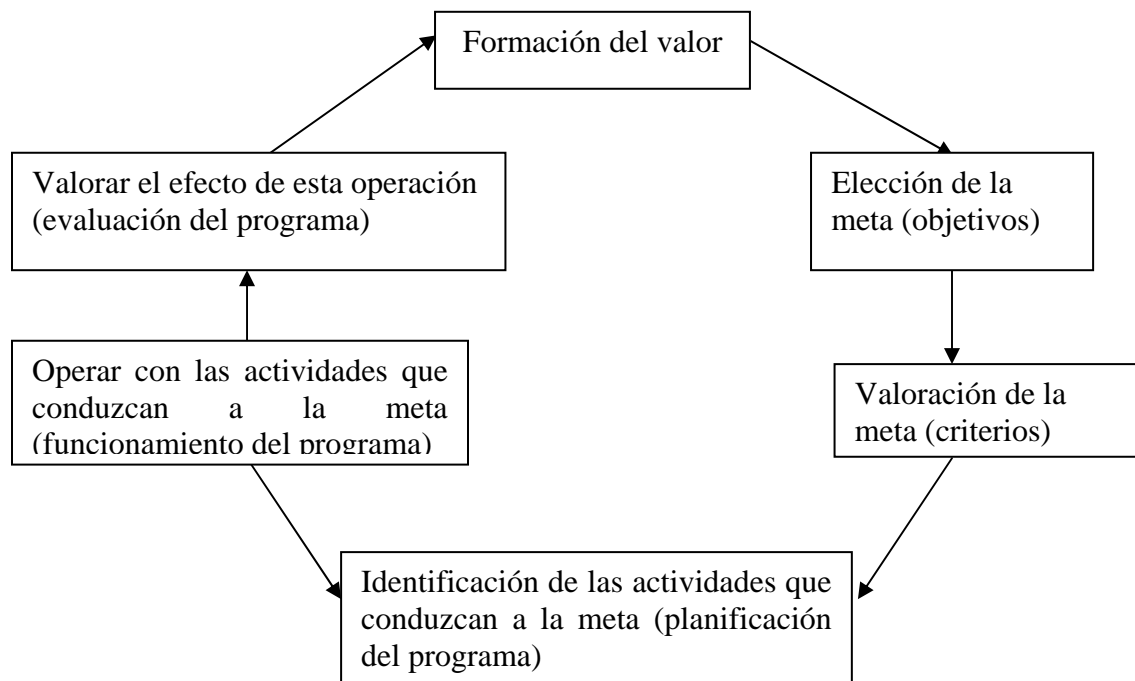 Formación del valor
Valorar el efecto de esta operación
(evaluación del programa)
Elección de la
meta (objetivos)
Operar con las actividades que
conduzcan a la meta
(funcionamiento del programa)
Valoración de la
meta (criterios)
Identificación de las actividades que
conduzcan a la meta (planificación
del programa)